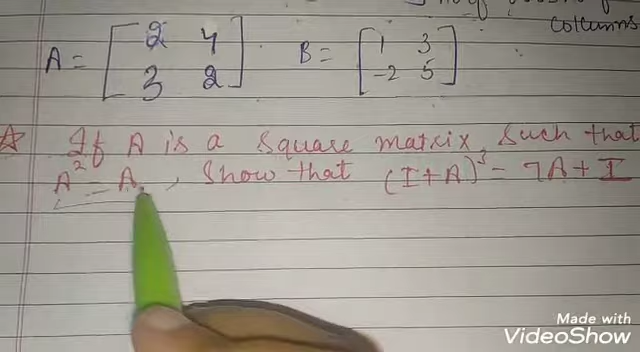 columns
A = [2 4
3 2] B = [1 3
-2 5]
If A is a square matrix, such that
A² = A, show that (I+A)³ - 7A + I
Made with
VideoShow